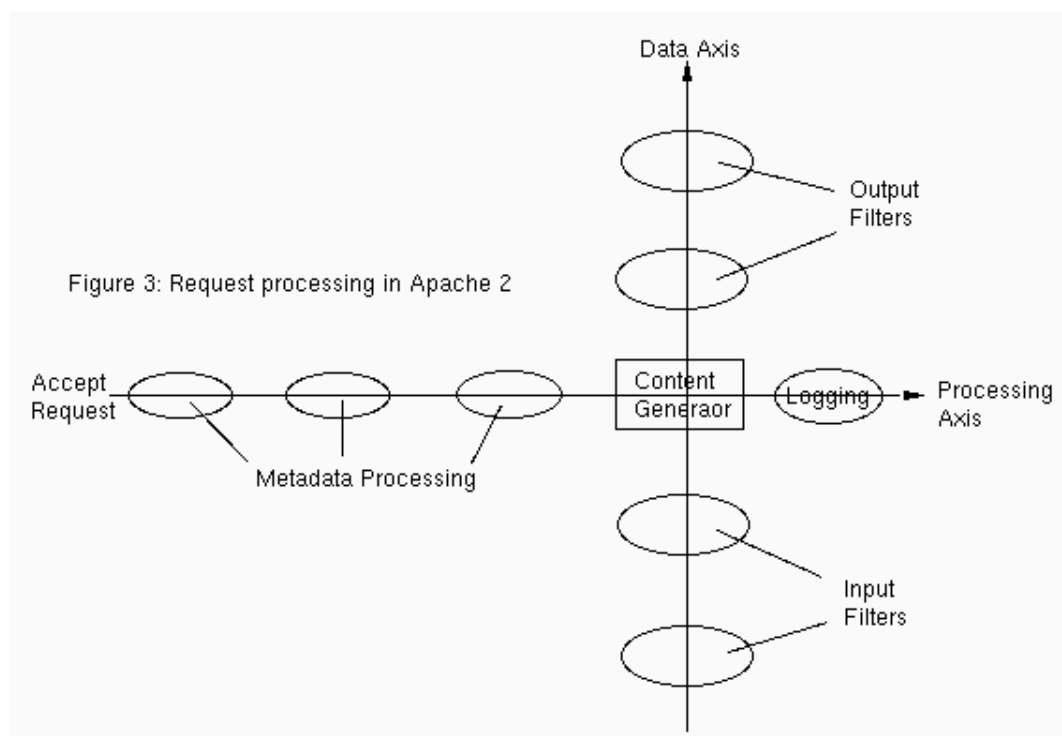 Data Axis
Output
Filters
Figure 3: Request processing in Apache 2
Accept
Request
Content
Generaor
Logging
Processing
Axis
Metadata Processing
Input
Filters